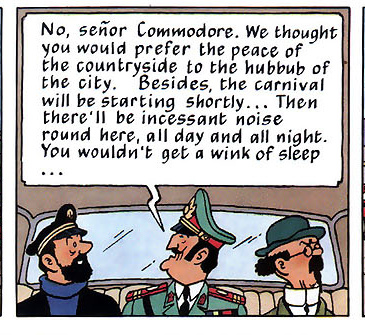 No, señor Commodore. We thought
you would prefer the peace of
the countryside to the hubbub of
the city. Besides, the carnival
will be starting shortly... Then
there'll be incessant noise
round here, all day and all night.
You wouldn't get a wink of sleep
...